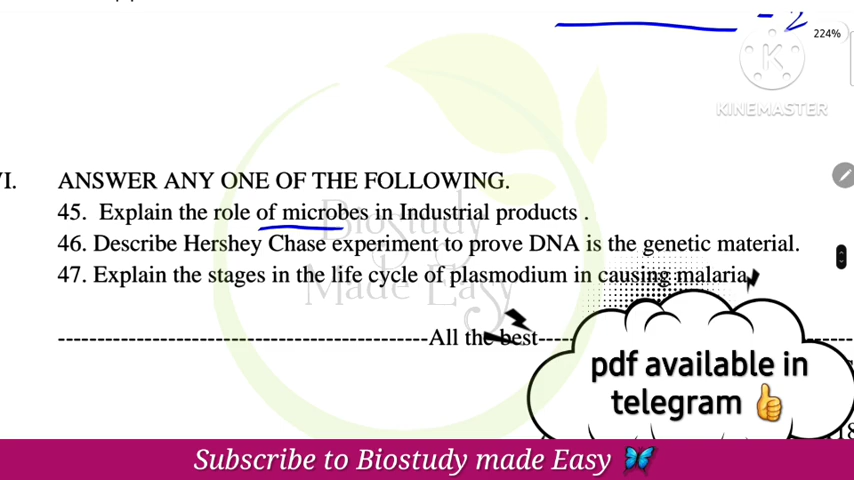 224%
KINEMASTER
VI. ANSWER ANY ONE OF THE FOLLOWING.
45. Explain the role of microbes in Industrial products .
46. Describe Hershey Chase experiment to prove DNA is the genetic material.
47. Explain the stages in the life cycle of plasmodium in causing malaria
Biostudy
Made Easy
----------------------------------------------All the best-----
pdf available in
telegram 👍
Subscribe to Biostudy made Easy 🦋